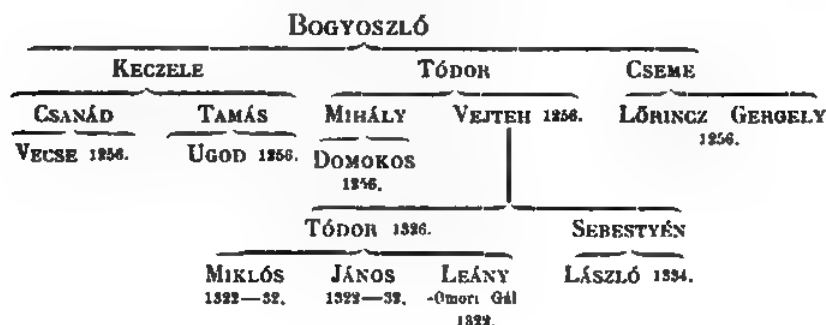 BOGYOSZLÓ
KECZELE TÓDOR CSEME
CSANÁD TAMÁS MIHÁLY VEJTEH 1256. LŐRINCZ GERGELY
1256.
VECSE 1256. UGOD 1256. DOMOKOS
1256.
TÓDOR 1326. SEBESTYÉN
MIKLÓS JÁNOS LEÁNY LÁSZLÓ 1334.
1322—32. 1322—32. -Omori Gál
1322.